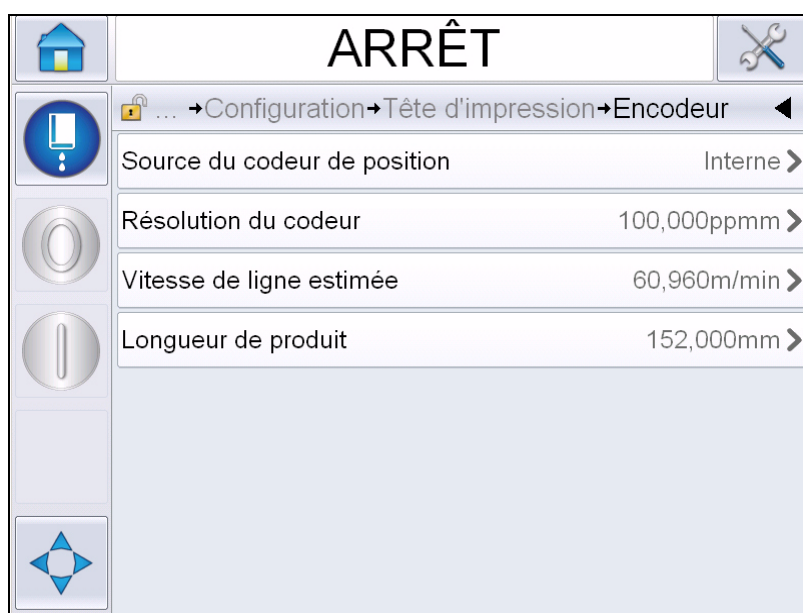 ARRÊT
... →Configuration→Tête d'impression→Encodeur
Source du codeur de position Interne
Résolution du codeur 100,000ppmm
Vitesse de ligne estimée 60,960m/min
Longueur de produit 152,000mm